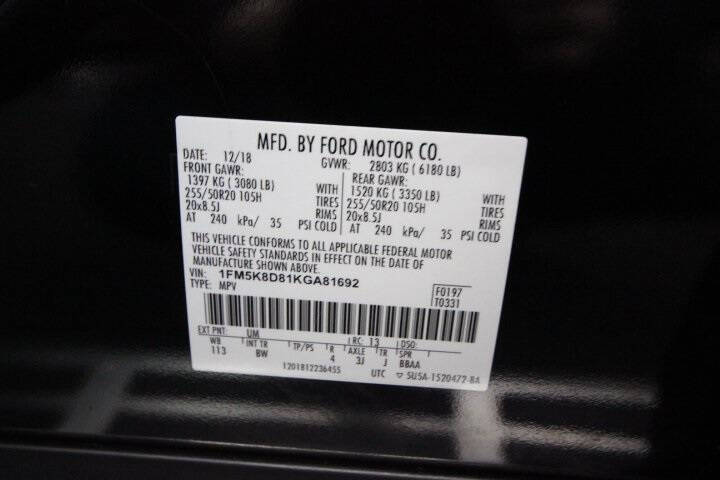 MFD. BY FORD MOTOR CO.
DATE: 12/18 GVWR: 2803 KG ( 6180 LB)
FRONT GAWR: REAR GAWR:
1397 KG ( 3080 LB) WITH 1520 KG ( 3350 LB) WITH
255/50R20 105H TIRES 255/50R20 105H TIRES
20x8.5J RIMS 20x8.5J RIMS
AT 240 kPa/ 35 PSI COLD AT 240 kPa/ 35 PSI COLD
THIS VEHICLE CONFORMS TO ALL APPLICABLE FEDERAL MOTOR
VEHICLE SAFETY STANDARDS IN EFFECT ON THE DATE OF
MANUFACTURE SHOWN ABOVE.
VIN: 1FM5K8D81KGA81692
TYPE: MPV
F0197
T0331
EXT PNT: UM RC: 13 DSO:
WB INT TR TP/PS R AXLE TR SPR
113 BW 4 3J J BBAA
1201812236455 UTC ▽ 5U5A-1520472-BA